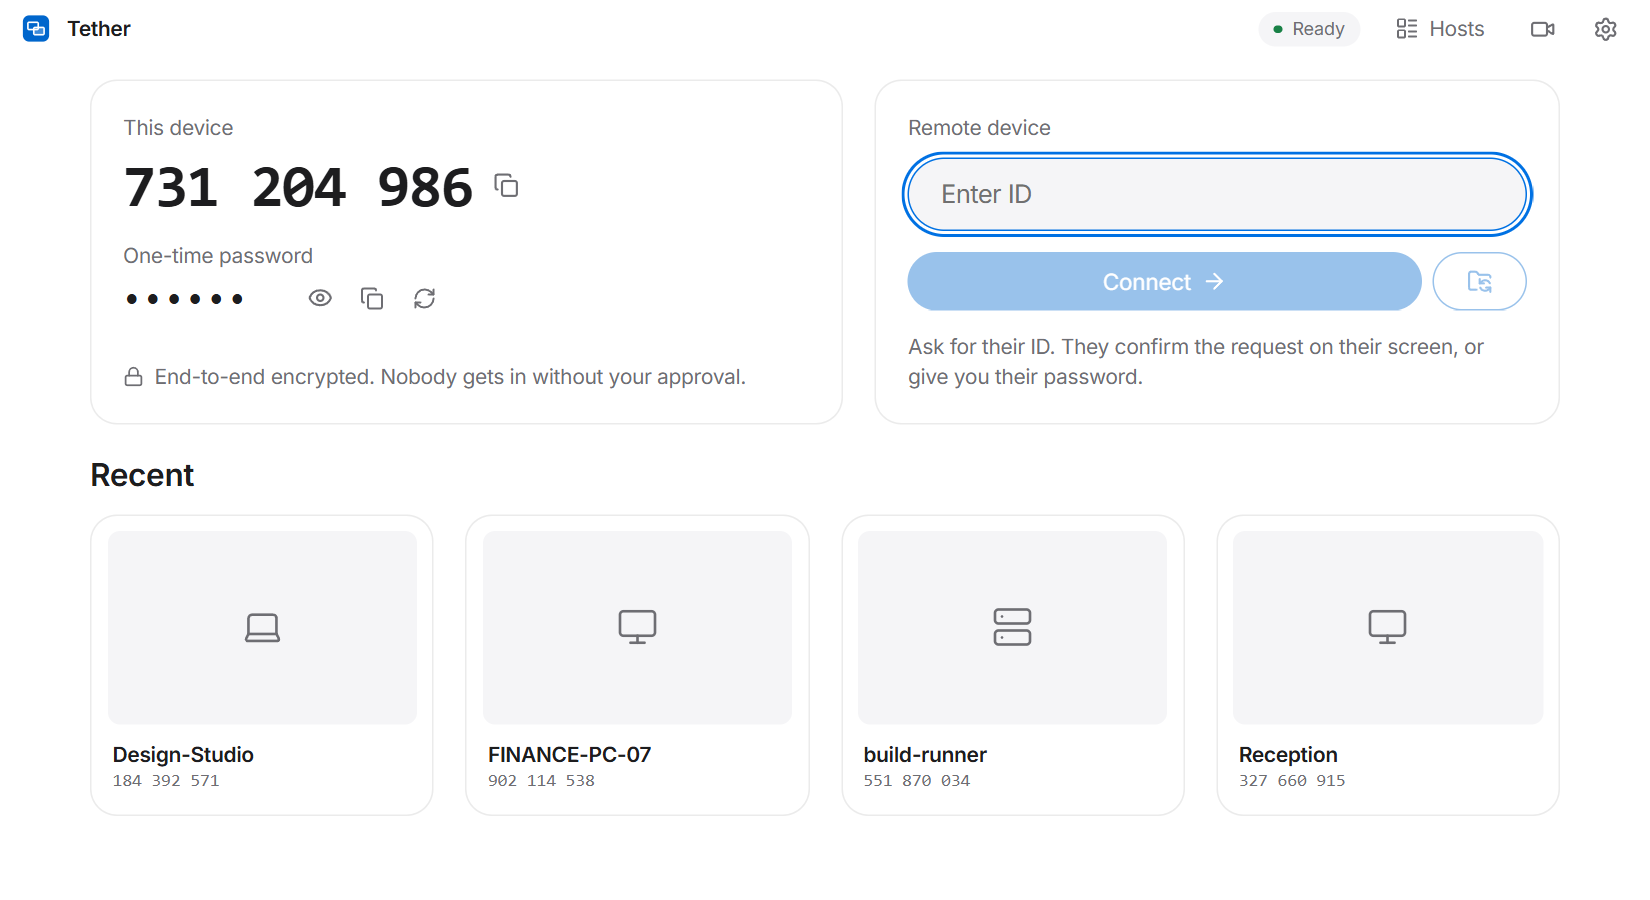 Tether
Ready
Hosts
This device
731 204 986
One-time password
••••••
End-to-end encrypted. Nobody gets in without your approval.
Remote device
Enter ID
Connect →
Ask for their ID. They confirm the request on their screen, or
give you their password.
Recent
Design-Studio
184 392 571
FINANCE-PC-07
902 114 538
build-runner
551 870 034
Reception
327 660 915